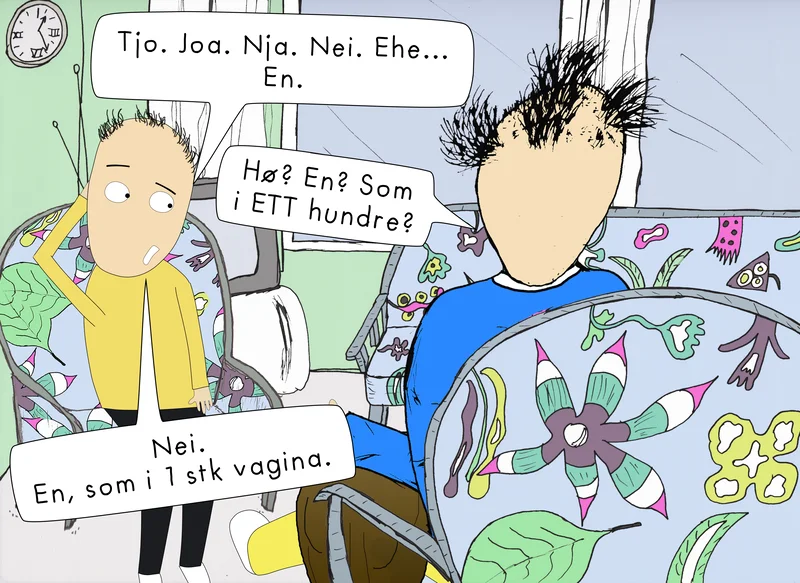 Tjo. Joa. Nja. Nei. Ehe...
En.
Hø? En? Som
i ETT hundre?
Nei.
En, som i 1 stk vagina.